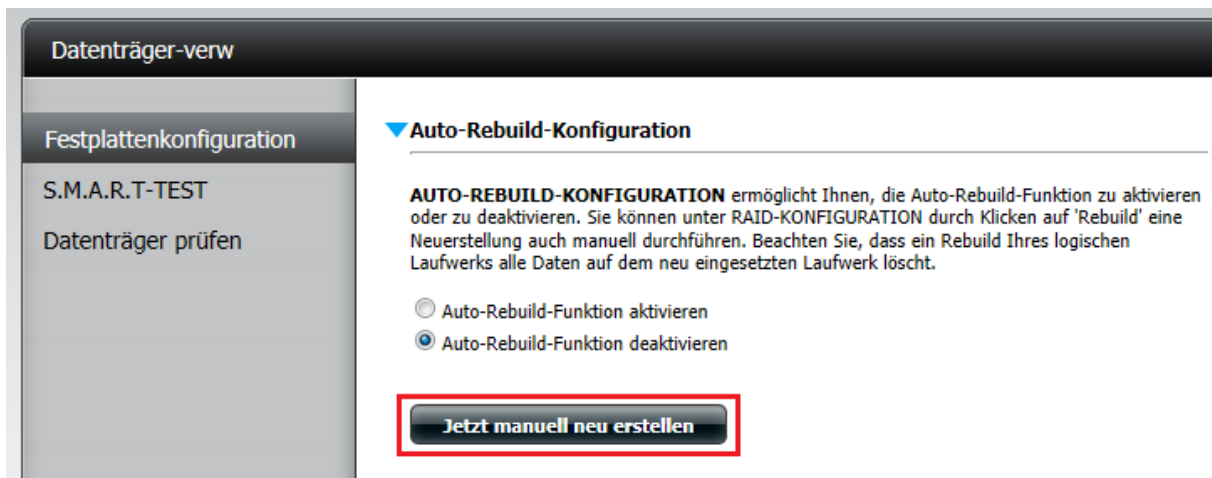 Datenträger-verw
Festplattenkonfiguration
S.M.A.R.T-TEST
Datenträger prüfen
Auto-Rebuild-Konfiguration
AUTO-REBUILD-KONFIGURATION ermöglicht Ihnen, die Auto-Rebuild-Funktion zu aktivieren
oder zu deaktivieren. Sie können unter RAID-KONFIGURATION durch Klicken auf 'Rebuild' eine
Neuerstellung auch manuell durchführen. Beachten Sie, dass ein Rebuild Ihres logischen
Laufwerks alle Daten auf dem neu eingesetzten Laufwerk löscht.
Auto-Rebuild-Funktion aktivieren
Auto-Rebuild-Funktion deaktivieren
Jetzt manuell neu erstellen